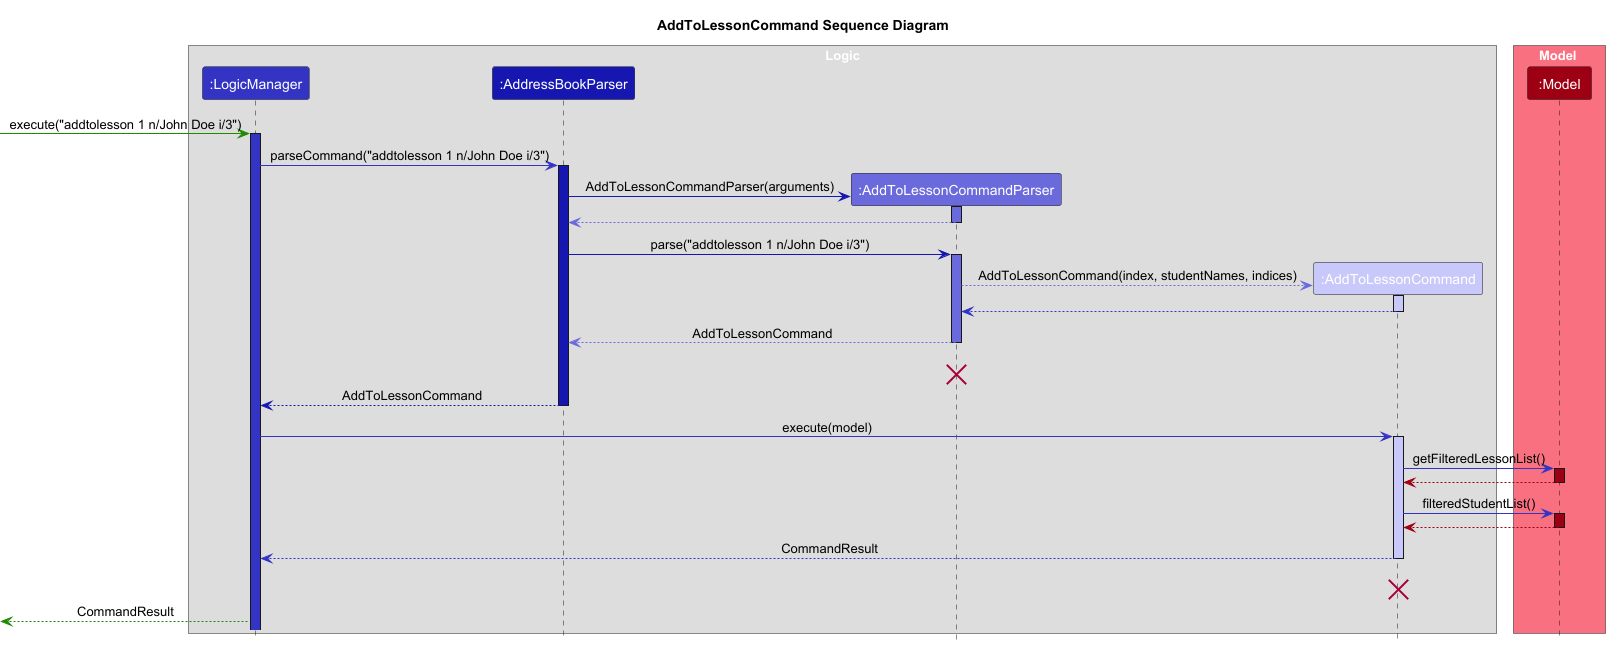 AddToLessonCommand Sequence Diagram
Logic
Model
:LogicManager
:AddressBookParser
:Model
execute("addtolesson 1 n/John Doe i/3")
parseCommand("addtolesson 1 n/John Doe i/3")
AddToLessonCommandParser(arguments)
:AddToLessonCommandParser
parse("addtolesson 1 n/John Doe i/3")
AddToLessonCommand(index, studentNames, indices)
:AddToLessonCommand
AddToLessonCommand
AddToLessonCommand
execute(model)
getFilteredLessonList()
filteredStudentList()
CommandResult
CommandResult